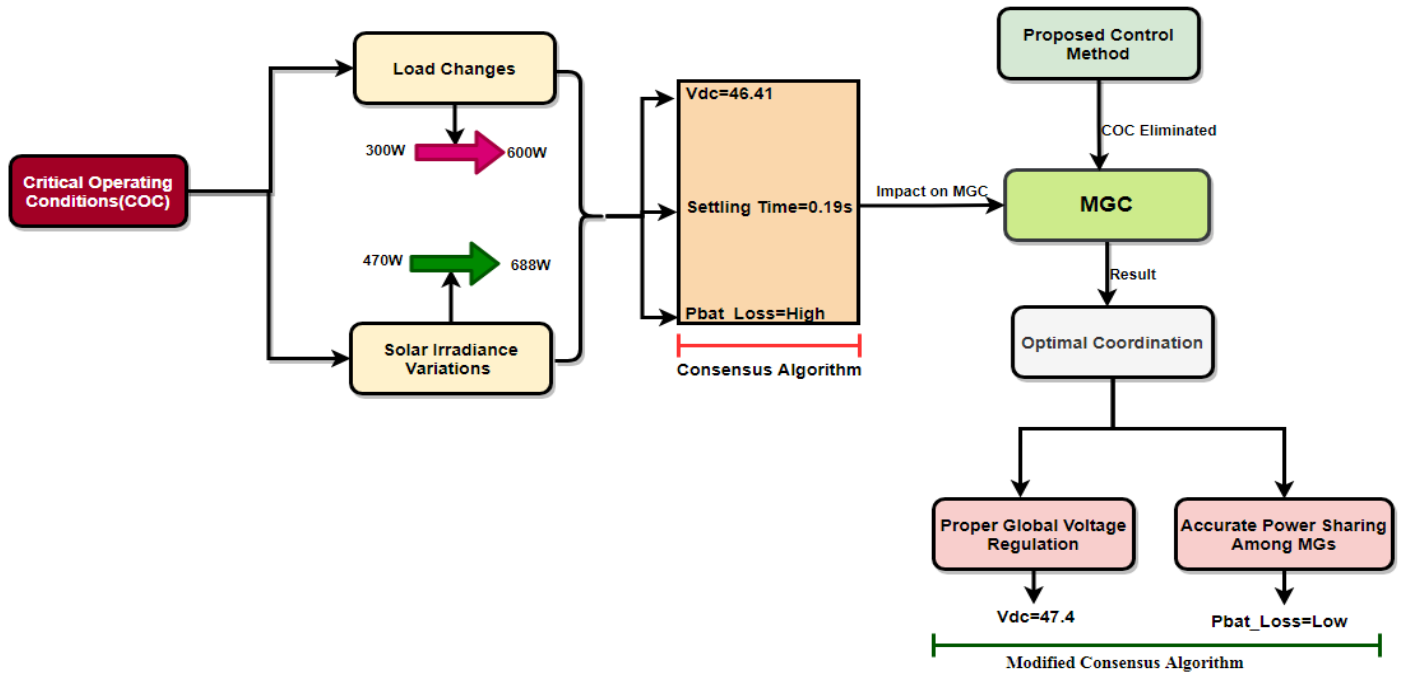 Critical Operating
Conditions(COC)
Load Changes
300W
600W
470W
688W
Solar Irradiance
Variations
Vdc=46.41
Settling Time=0.19s
Pbat_Loss=High
Consensus Algorithm
Impact on MGC
Proposed Control
Method
COC Eliminated
MGC
Result
Optimal Coordination
Proper Global Voltage
Regulation
Accurate Power Sharing
Among MGs
Vdc=47.4
Pbat_Loss=Low
Modified Consensus Algorithm